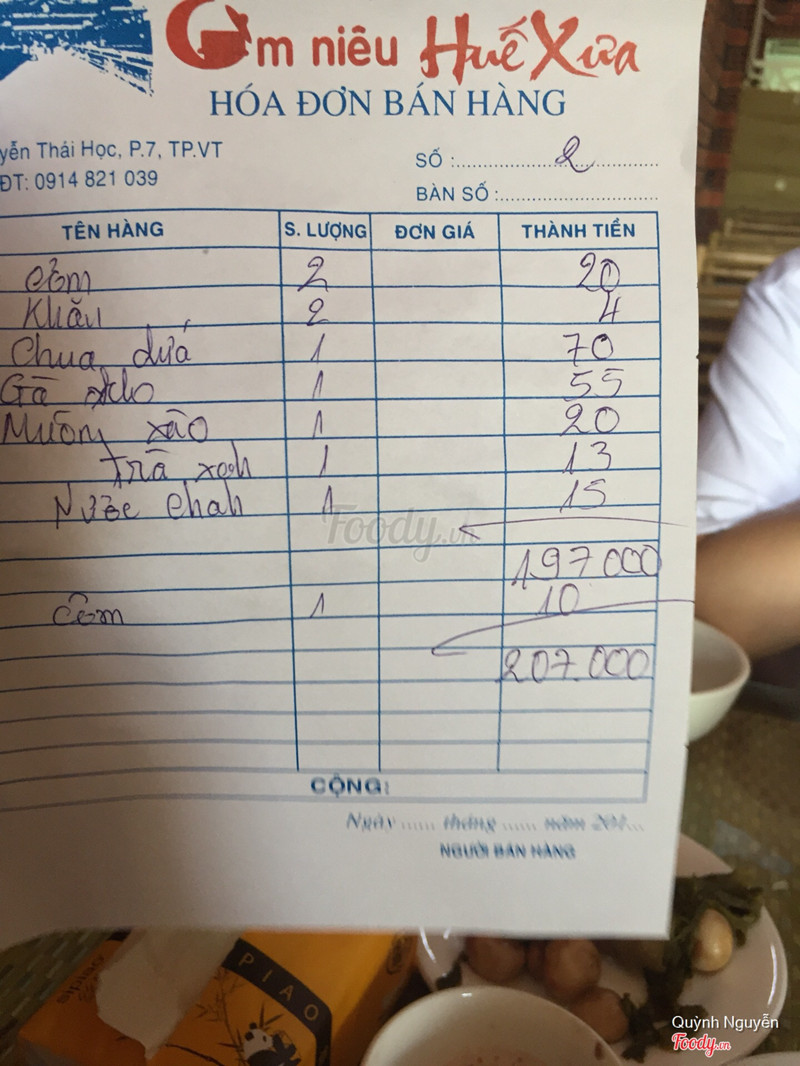 ơm niêu Huế Xưa
HÓA ĐƠN BÁN HÀNG
yễn Thái Học, P.7, TP.VT
ĐT: 0914 821 039
SỐ : 2
BÀN SỐ :
TÊN HÀNG S. LƯỢNG ĐƠN GIÁ THÀNH TIỀN
Cơm 2 20
Khăn 2 4
Chua dứa 1 70
Gà kho 1 55
Muống xào 1 20
Trà xanh 1 13
Nước chanh 1 15
Foody.vn
197000
Cơm 1 10
207.000
CỘNG:
Ngày ...... tháng ...... năm 201...
NGƯỜI BÁN HÀNG
PIAO
Quỳnh Nguyễn
Foody.vn